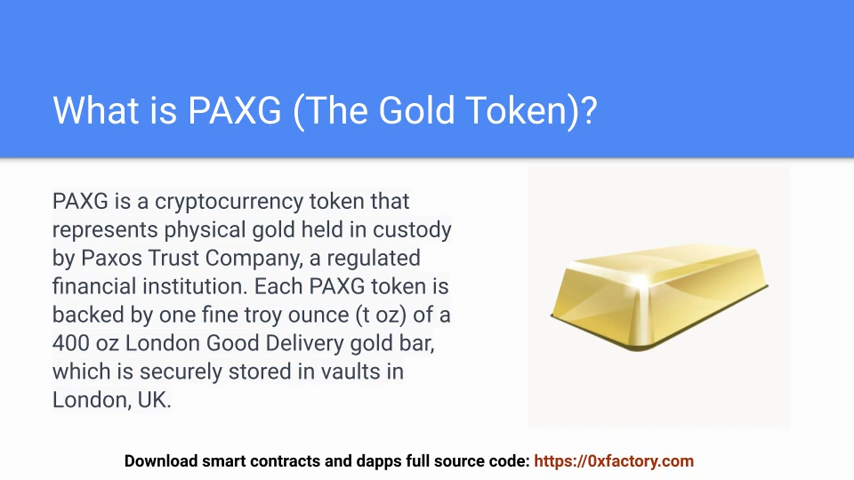 What is PAXG (The Gold Token)?
PAXG is a cryptocurrency token that
represents physical gold held in custody
by Paxos Trust Company, a regulated
financial institution. Each PAXG token is
backed by one fine troy ounce (t oz) of a
400 oz London Good Delivery gold bar,
which is securely stored in vaults in
London, UK.
Download smart contracts and dapps full source code: https://0xfactory.com